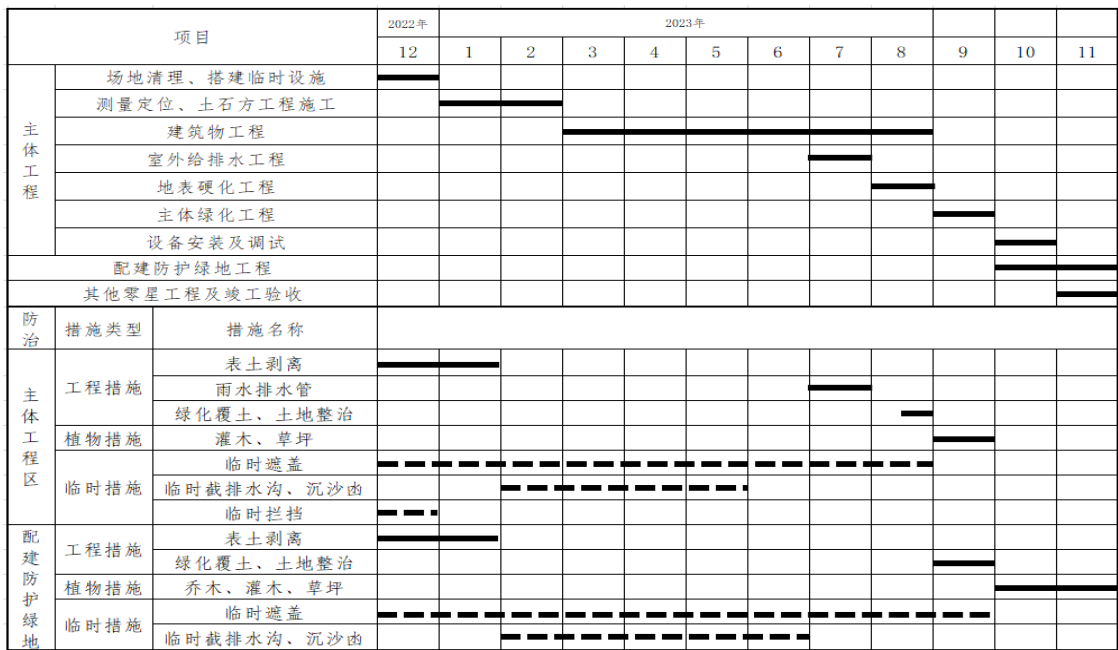 项目
2022年
2023年
12 1 2 3 4 5 6 7 8 9 10 11
主体工程
场地清理、搭建临时设施
测量定位、土石方工程施工
建筑物工程
室外给排水工程
地表硬化工程
主体绿化工程
设备安装及调试
配建防护绿地工程
其他零星工程及竣工验收
防治 措施类型 措施名称
主体工程区
工程措施
表土剥离
雨水排水管
绿化覆土、土地整治
植物措施 灌木、草坪
临时措施
临时遮盖
临时截排水沟、沉沙凼
临时拦挡
配建防护绿地
工程措施
表土剥离
绿化覆土、土地整治
植物措施 乔木、灌木、草坪
临时措施
临时遮盖
临时截排水沟、沉沙凼